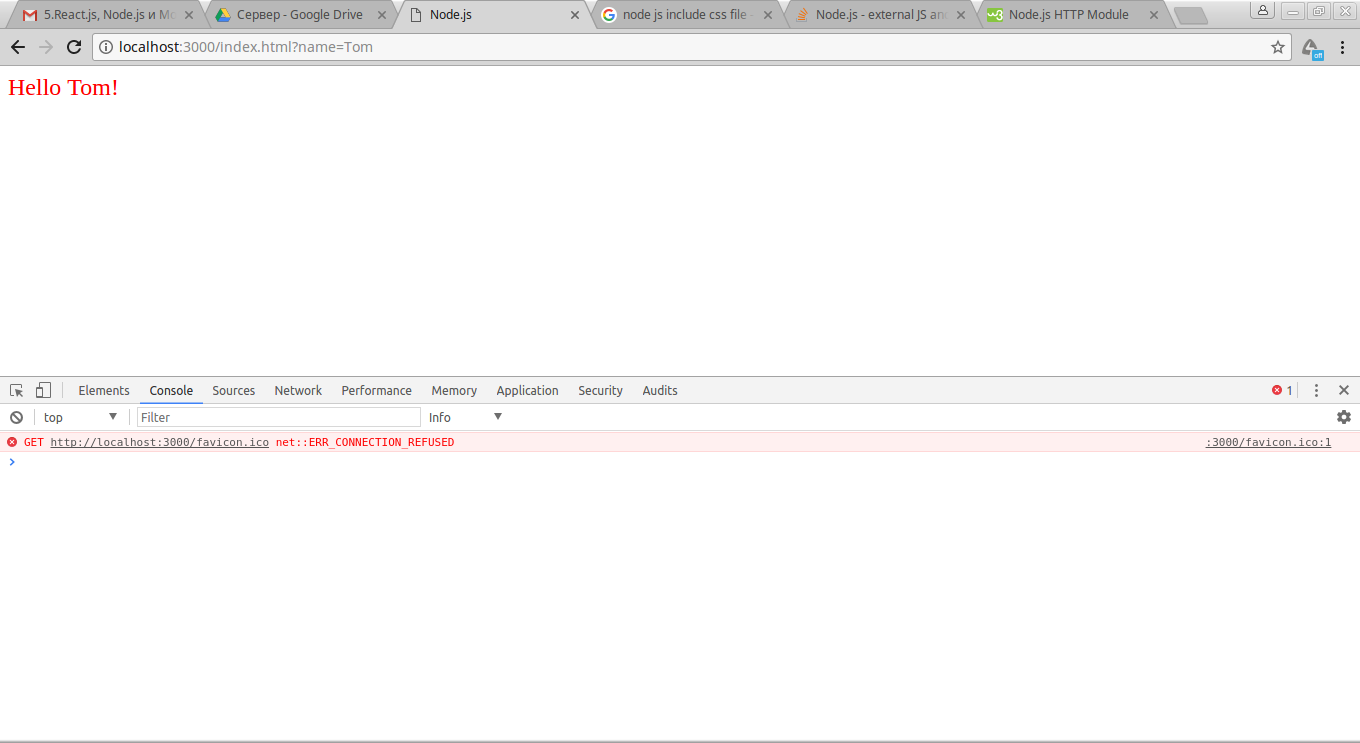 5.React.js, Node.js и Mo
Сервер - Google Drive
Node.js
node js include css file -
Node.js - external JS an
Node.js HTTP Module
localhost:3000/index.html?name=Tom
off
Hello Tom!
Elements Console Sources Network Performance Memory Application Security Audits 1
top Filter Info
GET http://localhost:3000/favicon.ico net::ERR_CONNECTION_REFUSED :3000/favicon.ico:1